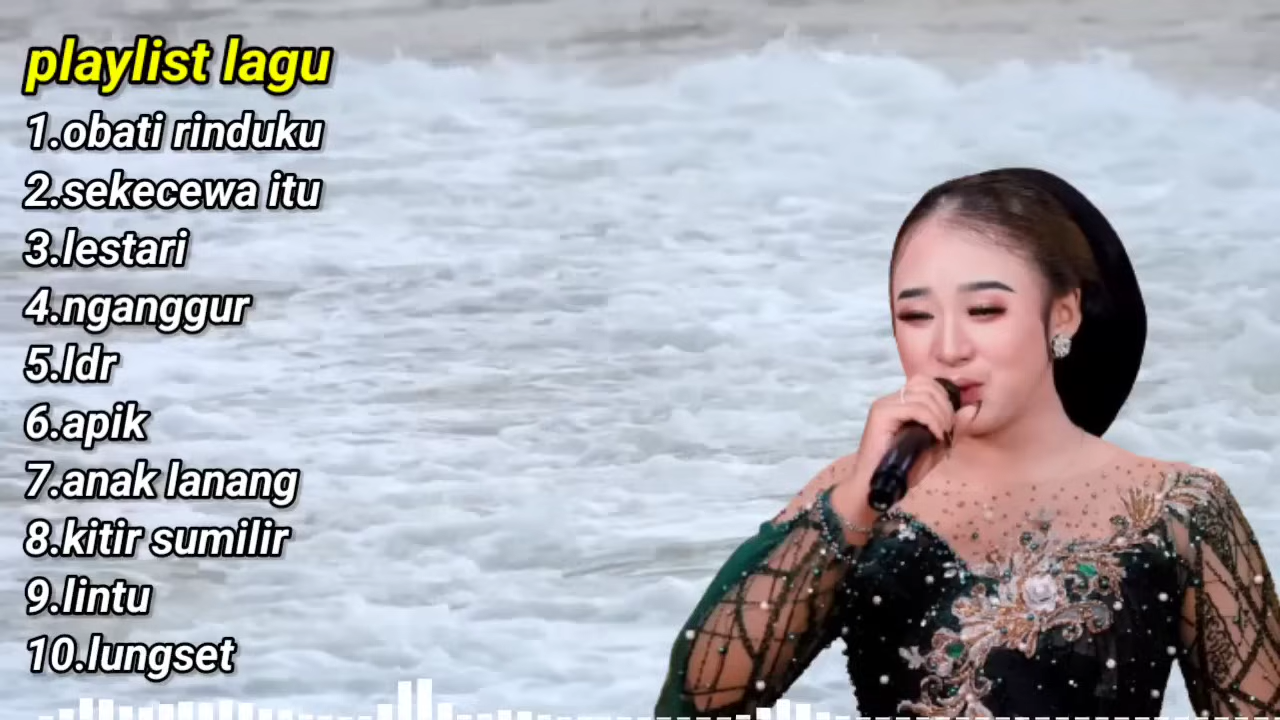 playlist lagu
1.obati rinduku
2.sekecewa itu
3.lestari
4.nganggur
5.ldr
6.apik
7.anak lanang
8.kitir sumilir
9.lintu
10.lungset